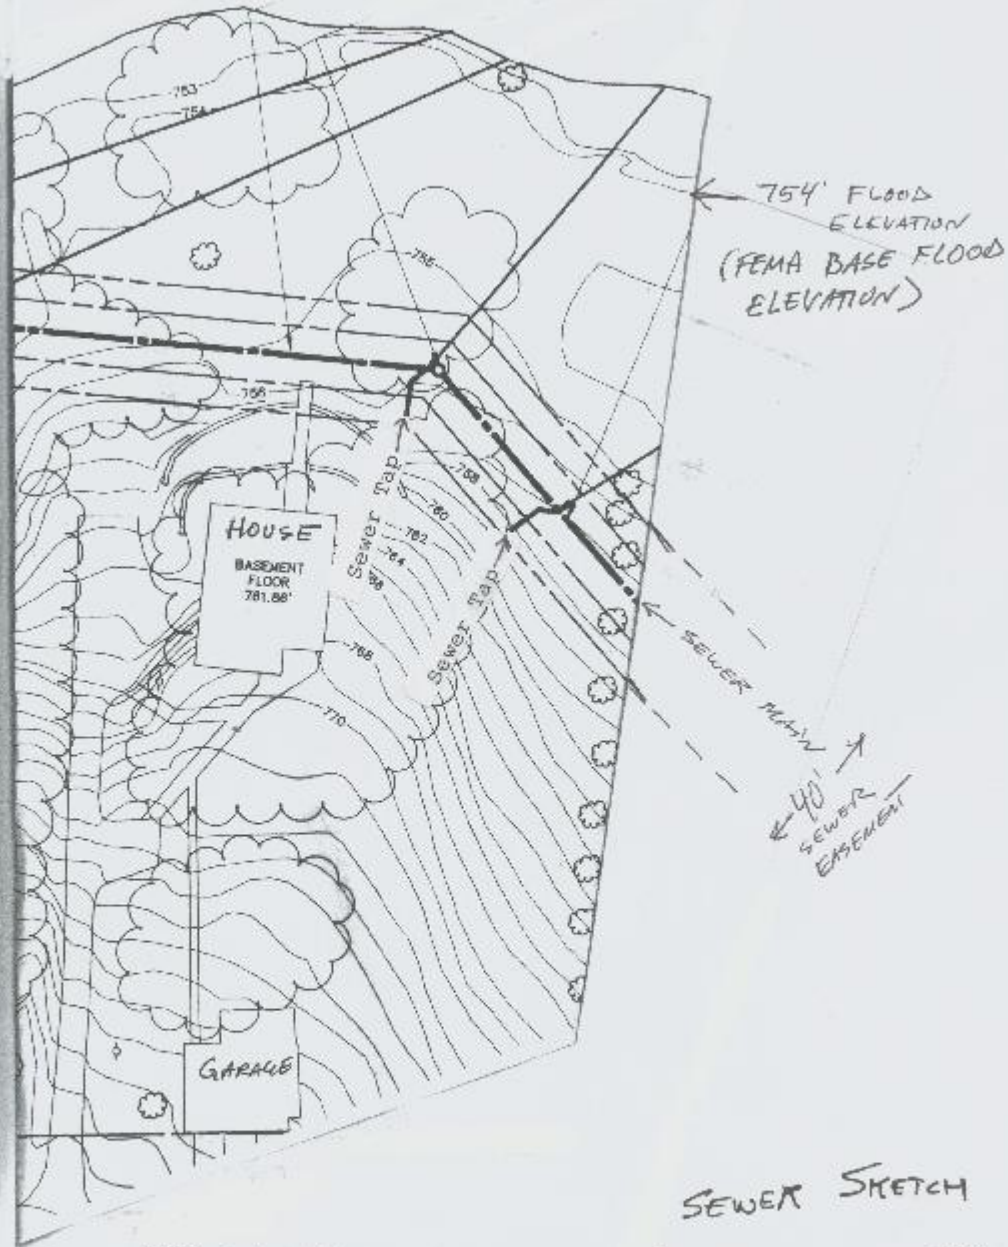 753
754
754' FLOOD
ELEVATION
(FEMA BASE FLOOD
ELEVATION)
755
756
758
760
762
764
766
768
770
Sewer Tap
Sewer Tap
HOUSE
BASEMENT
FLOOR
761.86'
SEWER MAIN
40'
SEWER
EASEMENT
GARAGE
SEWER SKETCH